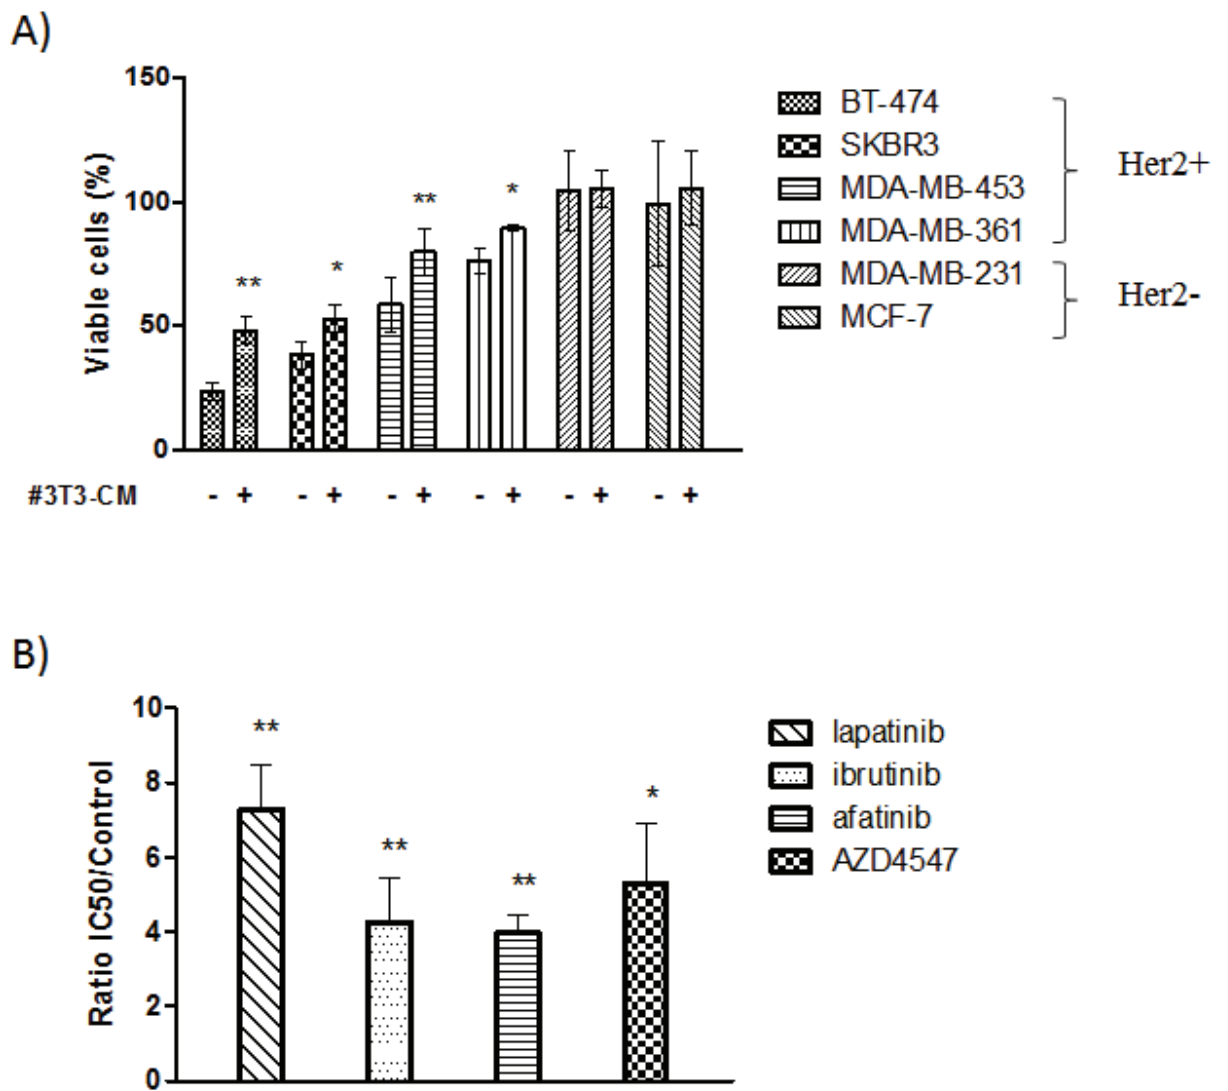 A)
150
100
50
0
Viable cells (%)
** * ** *
#3T3-CM - + - + - + - + - + - +
BT-474
SKBR3
MDA-MB-453
MDA-MB-361
MDA-MB-231
MCF-7
Her2+
Her2-
B)
10
8
6
4
2
0
Ratio IC50/Control
** ** ** *
lapatinib
ibrutinib
afatinib
AZD4547